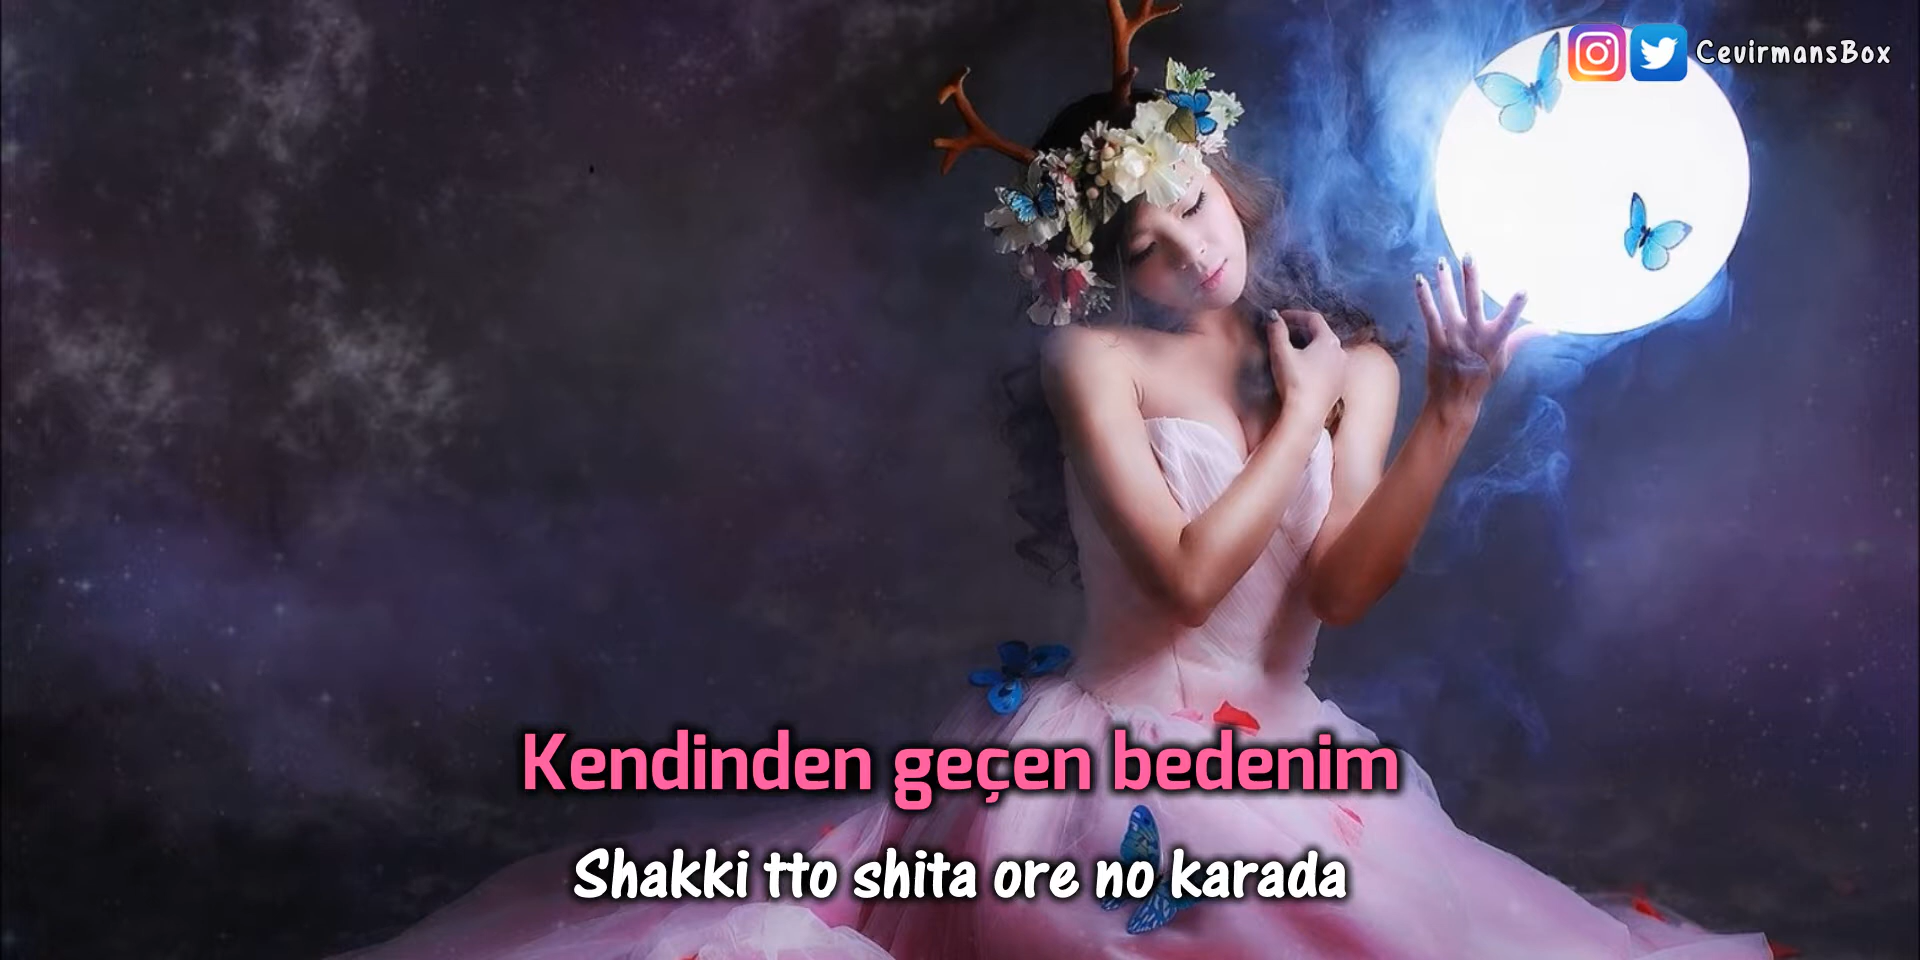 CevirmansBox
Kendinden geçen bedenim
Shakki tto shita ore no karada